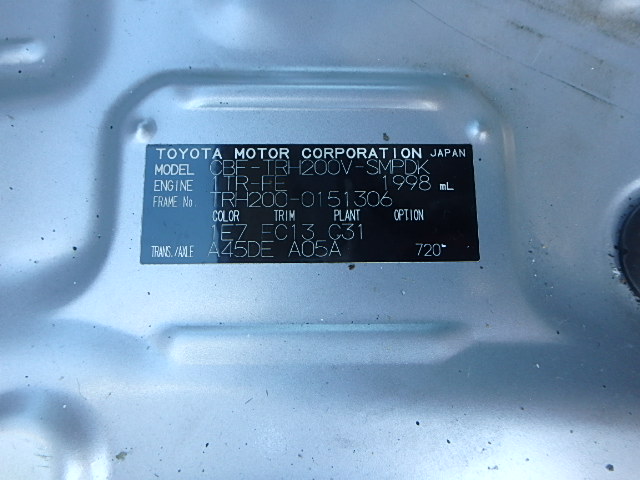 TOYOTA MOTOR CORPORATION JAPAN
MODEL CBF-TRH200V-SMPDK
ENGINE 1TR-FE 1998 mL
FRAME No. TRH200-0151306
COLOR TRIM PLANT OPTION
1E7 FC13 G31
TRANS./AXLE A45DE A05A 720